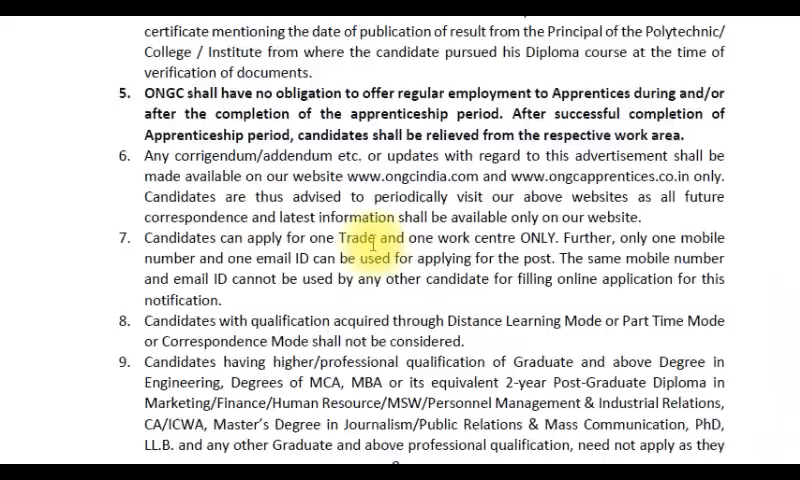 certificate mentioning the date of publication of result from the Principal of the Polytechnic/
College / Institute from where the candidate pursued his Diploma course at the time of
verification of documents.
5. ONGC shall have no obligation to offer regular employment to Apprentices during and/or
after the completion of the apprenticeship period. After successful completion of
Apprenticeship period, candidates shall be relieved from the respective work area.
6. Any corrigendum/addendum etc. or updates with regard to this advertisement shall be
made available on our website www.ongcindia.com and www.ongcapprentices.co.in only.
Candidates are thus advised to periodically visit our above websites as all future
correspondence and latest information shall be available only on our website.
7. Candidates can apply for one Trade and one work centre ONLY. Further, only one mobile
number and one email ID can be used for applying for the post. The same mobile number
and email ID cannot be used by any other candidate for filling online application for this
notification.
8. Candidates with qualification acquired through Distance Learning Mode or Part Time Mode
or Correspondence Mode shall not be considered.
9. Candidates having higher/professional qualification of Graduate and above Degree in
Engineering, Degrees of MCA, MBA or its equivalent 2-year Post-Graduate Diploma in
Marketing/Finance/Human Resource/MSW/Personnel Management & Industrial Relations,
CA/ICWA, Master's Degree in Journalism/Public Relations & Mass Communication, PhD,
LL.B. and any other Graduate and above professional qualification, need not apply as they